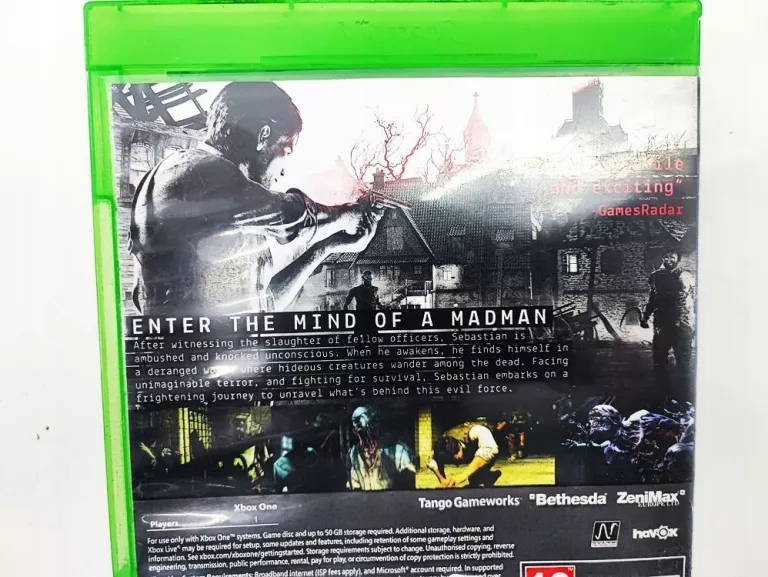 and exciting"
GamesRadar
ENTER THE MIND OF A MADMAN
After witnessing the slaughter of fellow officers, Sebastian is
ambushed and knocked unconscious. When he awakens, he finds himself in
a deranged where hideous creatures wander among the dead. Facing
unimaginable terror, and fighting for survival, Sebastian embarks on a
frightening journey to unravel what's behind this evil force.
Tango Gameworks Bethesda ZeniMax
EUROPE LTD
Xbox One
Players 1
For use only with Xbox One™ systems. Game disc and up to 50 GB storage required. Additional storage, hardware, and
Xbox Live® may be required for setup, some updates and features, including retention of some gameplay settings and
information. See xbox.com/xboxone/gettingstarted. Storage requirements subject to change. Unauthorised copying, reverse
engineering, transmission, public performance, rental, pay for play, or circumvention of copy protection is strictly prohibited.
Requirements: Broadband internet (ISP fees apply), and Microsoft® account required. In supported
havok
18